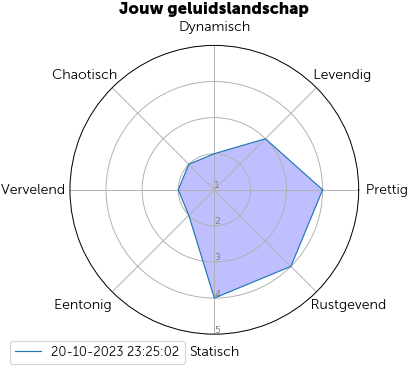 Jouw geluidslandschap
Dynamisch
Chaotisch
Levendig
Vervelend
Prettig
1
2
3
4
5
Eentonig
Rustgevend
Statisch
20-10-2023 23:25:02